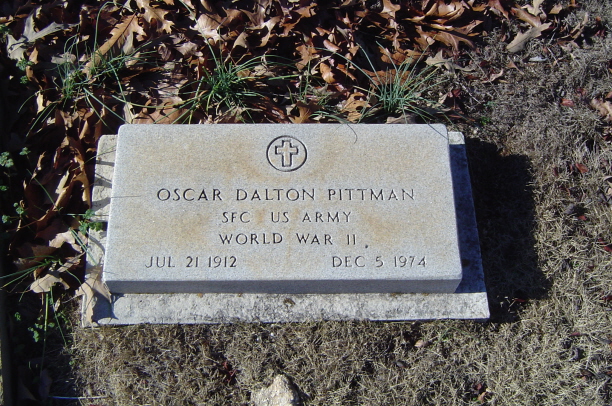 OSCAR DALTON PITTMAN
SFC US ARMY
WORLD WAR II
JUL 21 1912 DEC 5 1974